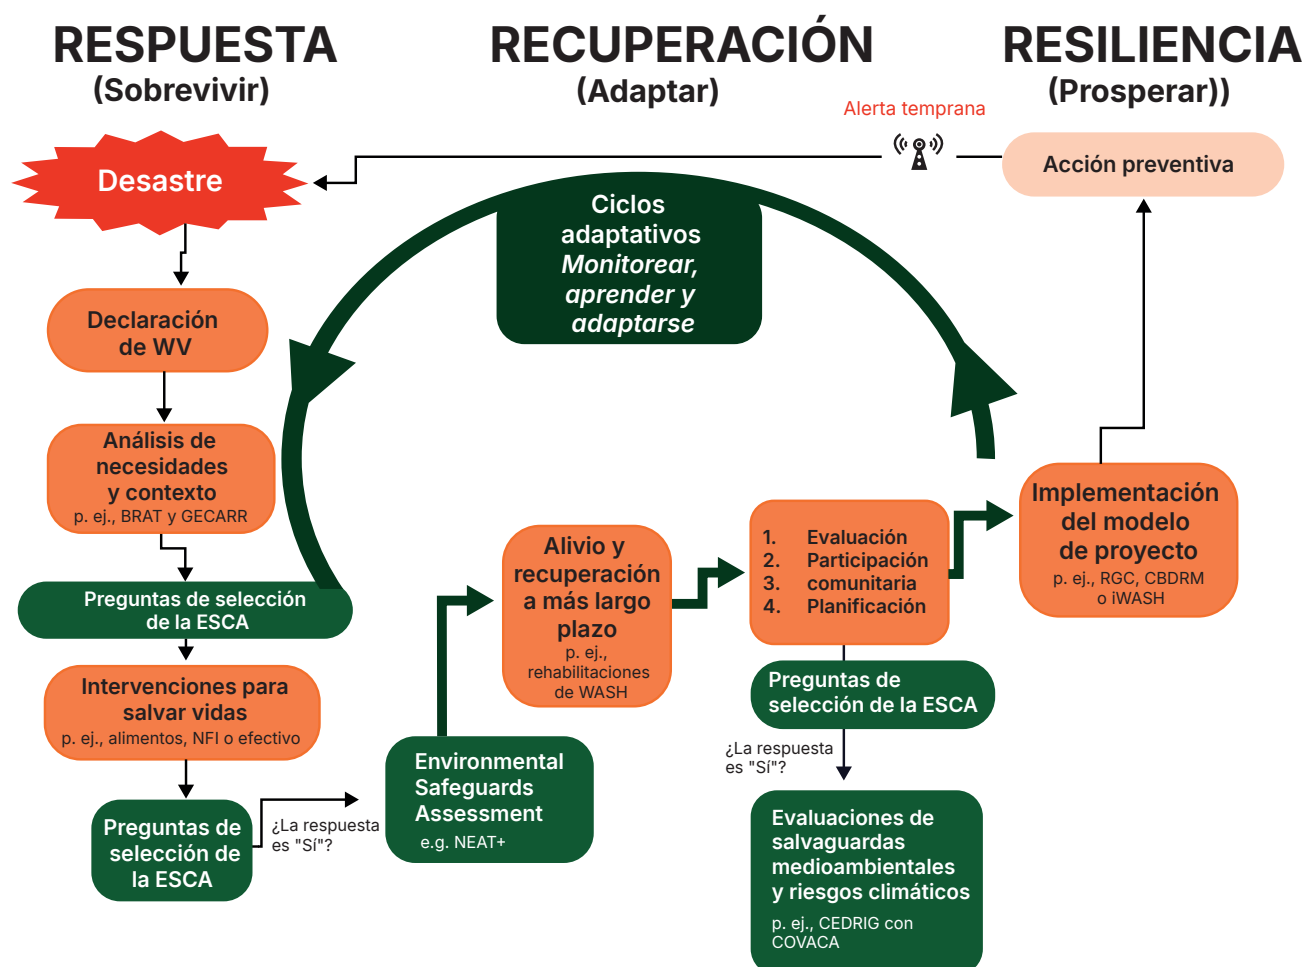 RESPUESTA
(Sobrevivir)
RECUPERACIÓN
(Adaptar)
RESILIENCIA
(Prosperar))
Alerta temprana
Acción preventiva
Desastre
Ciclos
adaptativos
Monitorear,
aprender y
adaptarse
Declaración
de WV
Análisis de
necesidades
y contexto
p. ej., BRAT y GECARR
Preguntas de selección
de la ESCA
Intervenciones para
salvar vidas
p. ej., alimentos, NFI o efectivo
Preguntas de
selección de
la ESCA
¿La respuesta
es "Sí"?
Environmental
Safeguards
Assessment
e.g. NEAT+
Alivio y
recuperación
a más largo
plazo
p. ej.,
rehabilitaciones
de WASH
1. Evaluación
2. Participación
3. comunitaria
4. Planificación
Preguntas de
selección de la ESCA
¿La respuesta
es "Sí"?
Evaluaciones de
salvaguardas
medioambientales
y riesgos climáticos
p. ej., CEDRIG con
COVACA
Implementación
del modelo
de proyecto
p. ej., RGC, CBDRM
o iWASH